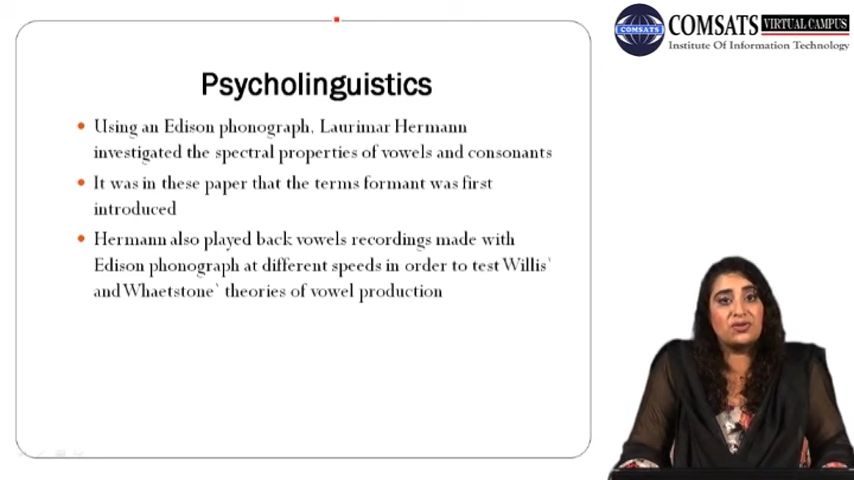 COMSATS VIRTUAL CAMPUS
COMSATS
Institute Of Information Technology
Psycholinguistics
Using an Edison phonograph, Laurimar Hermann
investigated the spectral properties of vowels and consonants
It was in these paper that the terms formant was first
introduced
Hermann also played back vowels recordings made with
Edison phonograph at different speeds in order to test Willis`
and Whaetstone` theories of vowel production